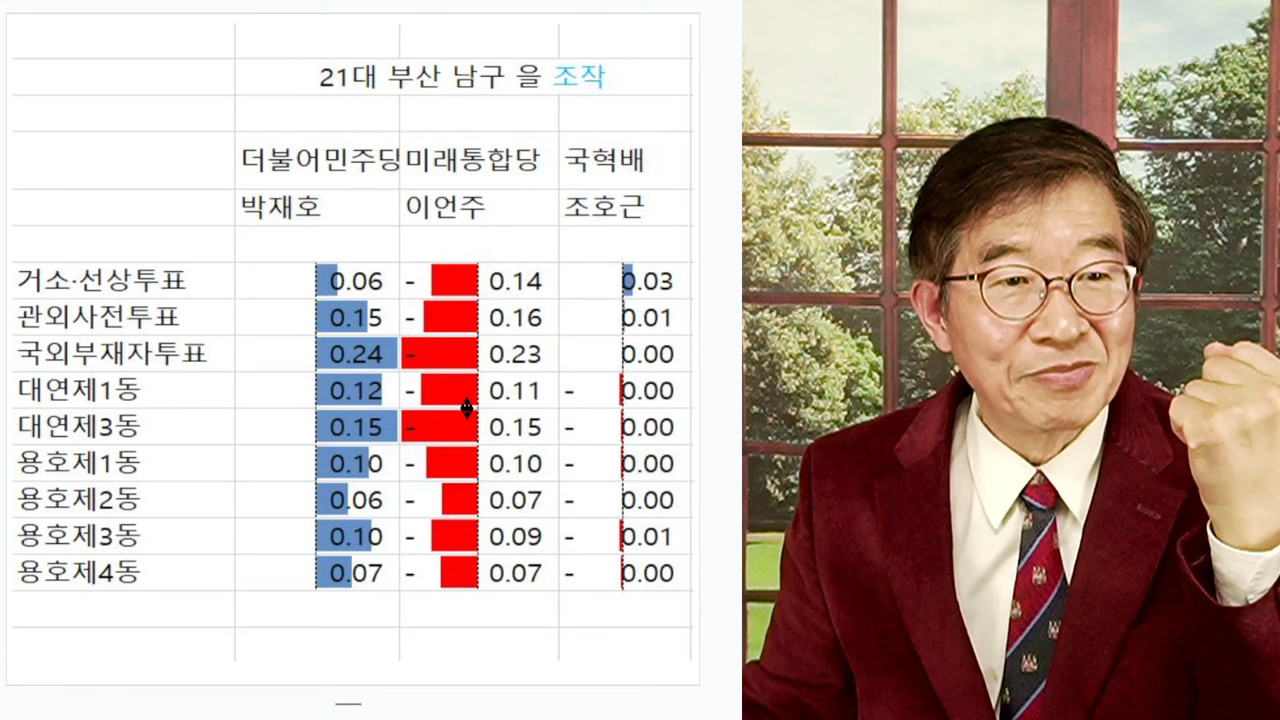 21대 부산 남구 을 조작
더불어민주당 미래통합당 국혁배
박재호 이언주 조호근
거소·선상투표 0.06 - 0.14 0.03
관외사전투표 0.15 - 0.16 0.01
국외부재자투표 0.24 - 0.23 0.00
대연제1동 0.12 - 0.11 - 0.00
대연제3동 0.15 - 0.15 - 0.00
용호제1동 0.10 - 0.10 - 0.00
용호제2동 0.06 - 0.07 - 0.00
용호제3동 0.10 - 0.09 - 0.01
용호제4동 0.07 - 0.07 - 0.00